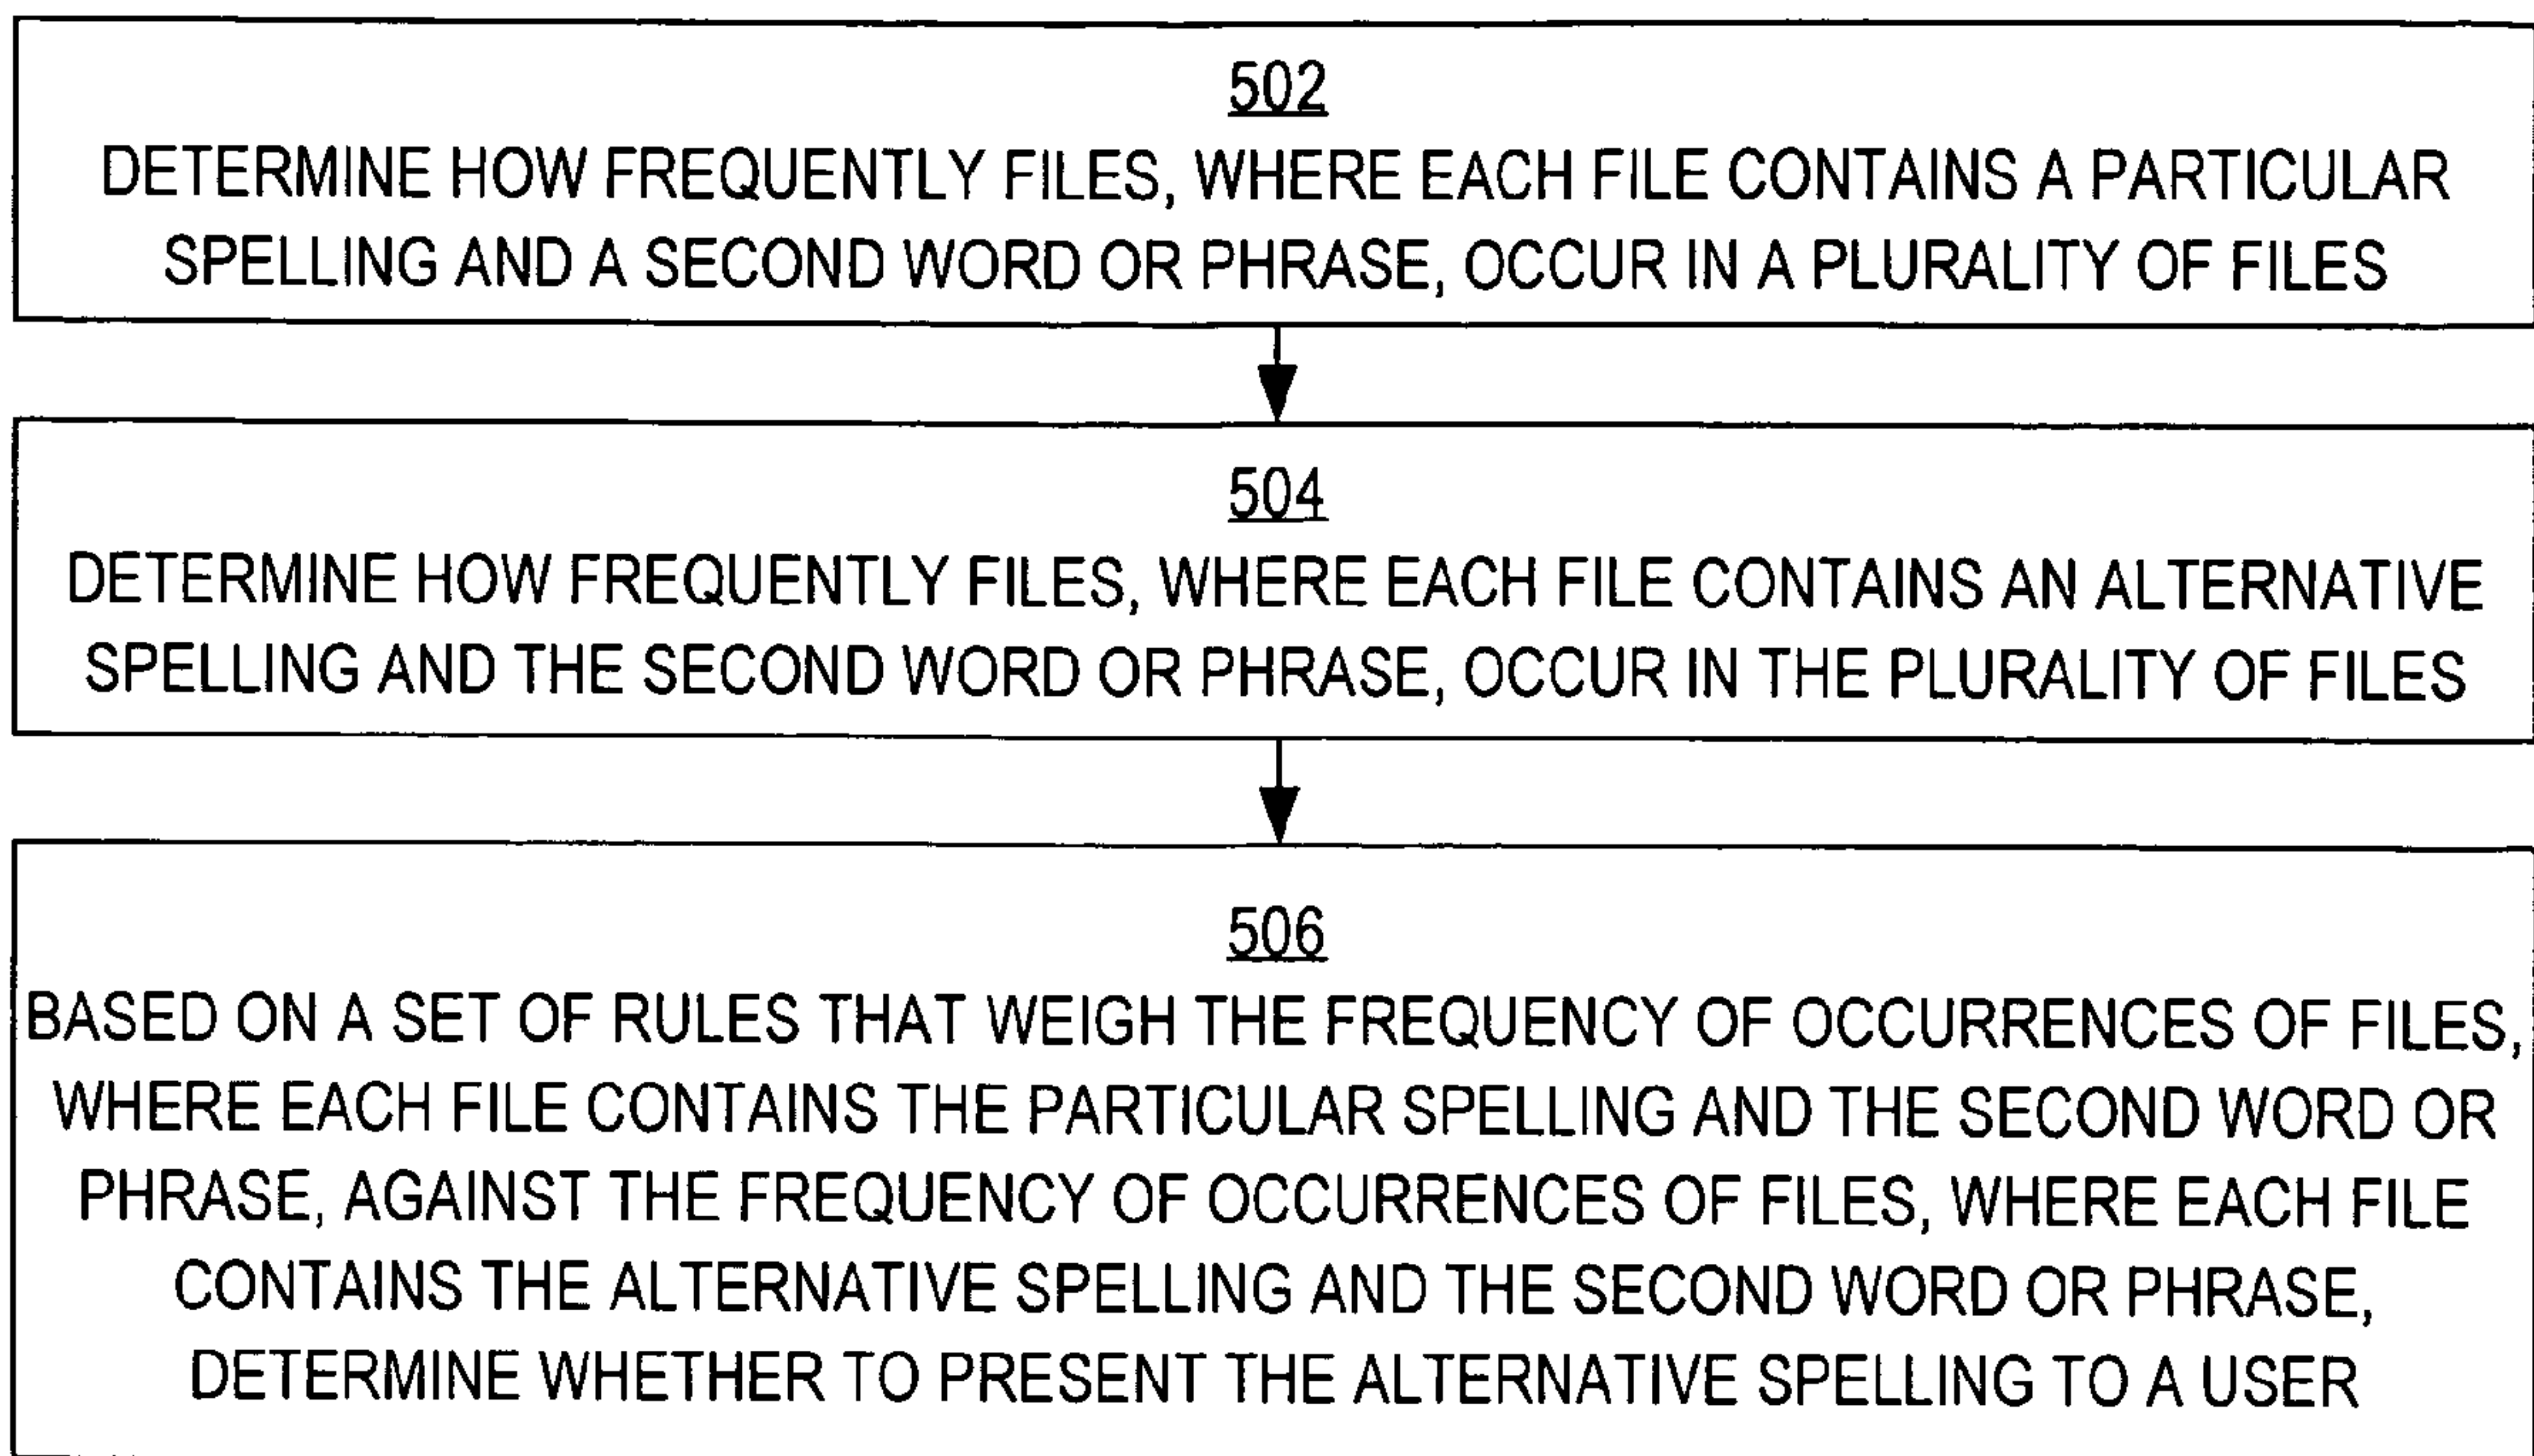 502
DETERMINE HOW FREQUENTLY FILES, WHERE EACH FILE CONTAINS A PARTICULAR
SPELLING AND A SECOND WORD OR PHRASE, OCCUR IN A PLURALITY OF FILES
504
DETERMINE HOW FREQUENTLY FILES, WHERE EACH FILE CONTAINS AN ALTERNATIVE
SPELLING AND THE SECOND WORD OR PHRASE, OCCUR IN THE PLURALITY OF FILES
506
BASED ON A SET OF RULES THAT WEIGH THE FREQUENCY OF OCCURRENCES OF FILES,
WHERE EACH FILE CONTAINS THE PARTICULAR SPELLING AND THE SECOND WORD OR
PHRASE, AGAINST THE FREQUENCY OF OCCURRENCES OF FILES, WHERE EACH FILE
CONTAINS THE ALTERNATIVE SPELLING AND THE SECOND WORD OR PHRASE,
DETERMINE WHETHER TO PRESENT THE ALTERNATIVE SPELLING TO A USER